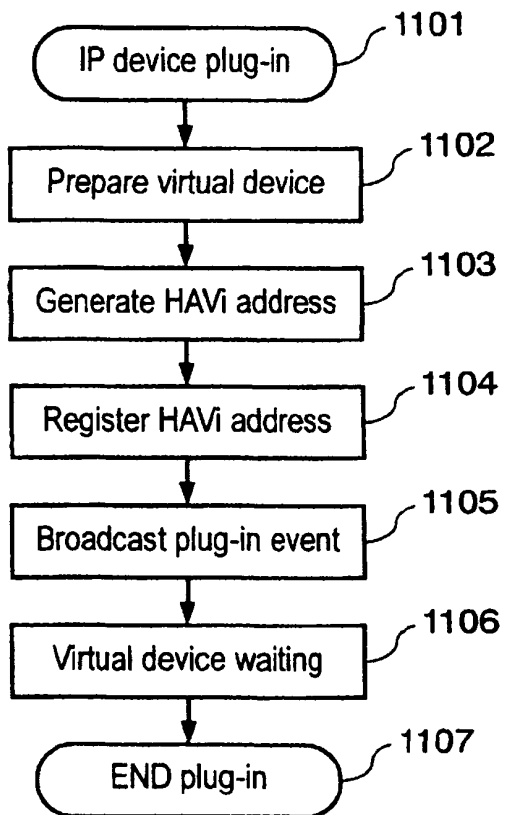 1101
IP device plug-in
1102
Prepare virtual device
1103
Generate HAVi address
1104
Register HAVi address
1105
Broadcast plug-in event
1106
Virtual device waiting
1107
END plug-in